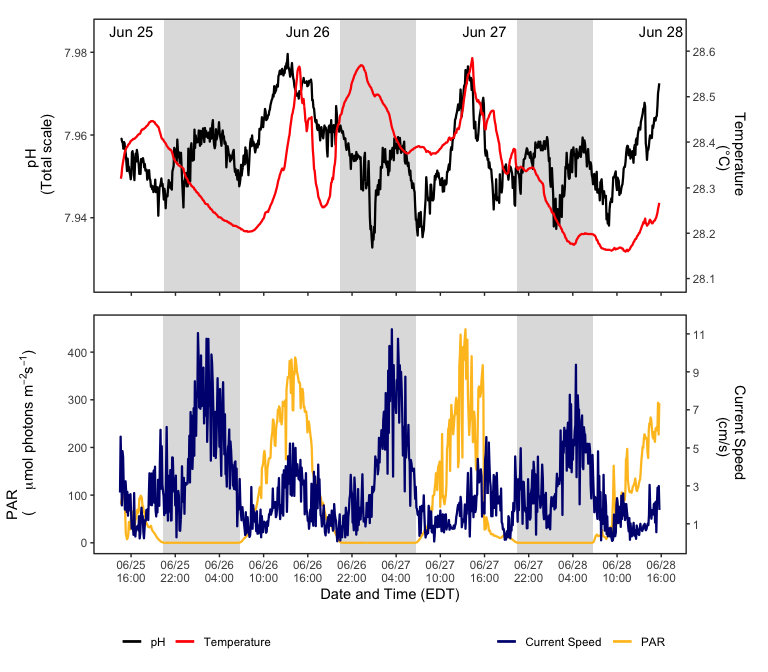 Jun 25 Jun 26 Jun 27 Jun 28
pH
(Total scale)
7.98
7.96
7.94
28.6
28.5
28.4
28.3
28.2
28.1
Temperature
(°C)
PAR
( μmol photons m−2s−1)
400
300
200
100
0
11
9
7
5
3
1
Current Speed
(cm/s)
06/25 06/25 06/26 06/26 06/26 06/26 06/27 06/27 06/27 06/27 06/28 06/28 06/28
16:00 22:00 04:00 10:00 16:00 22:00 04:00 10:00 16:00 22:00 04:00 10:00 16:00
Date and Time (EDT)
pH Temperature Current Speed PAR